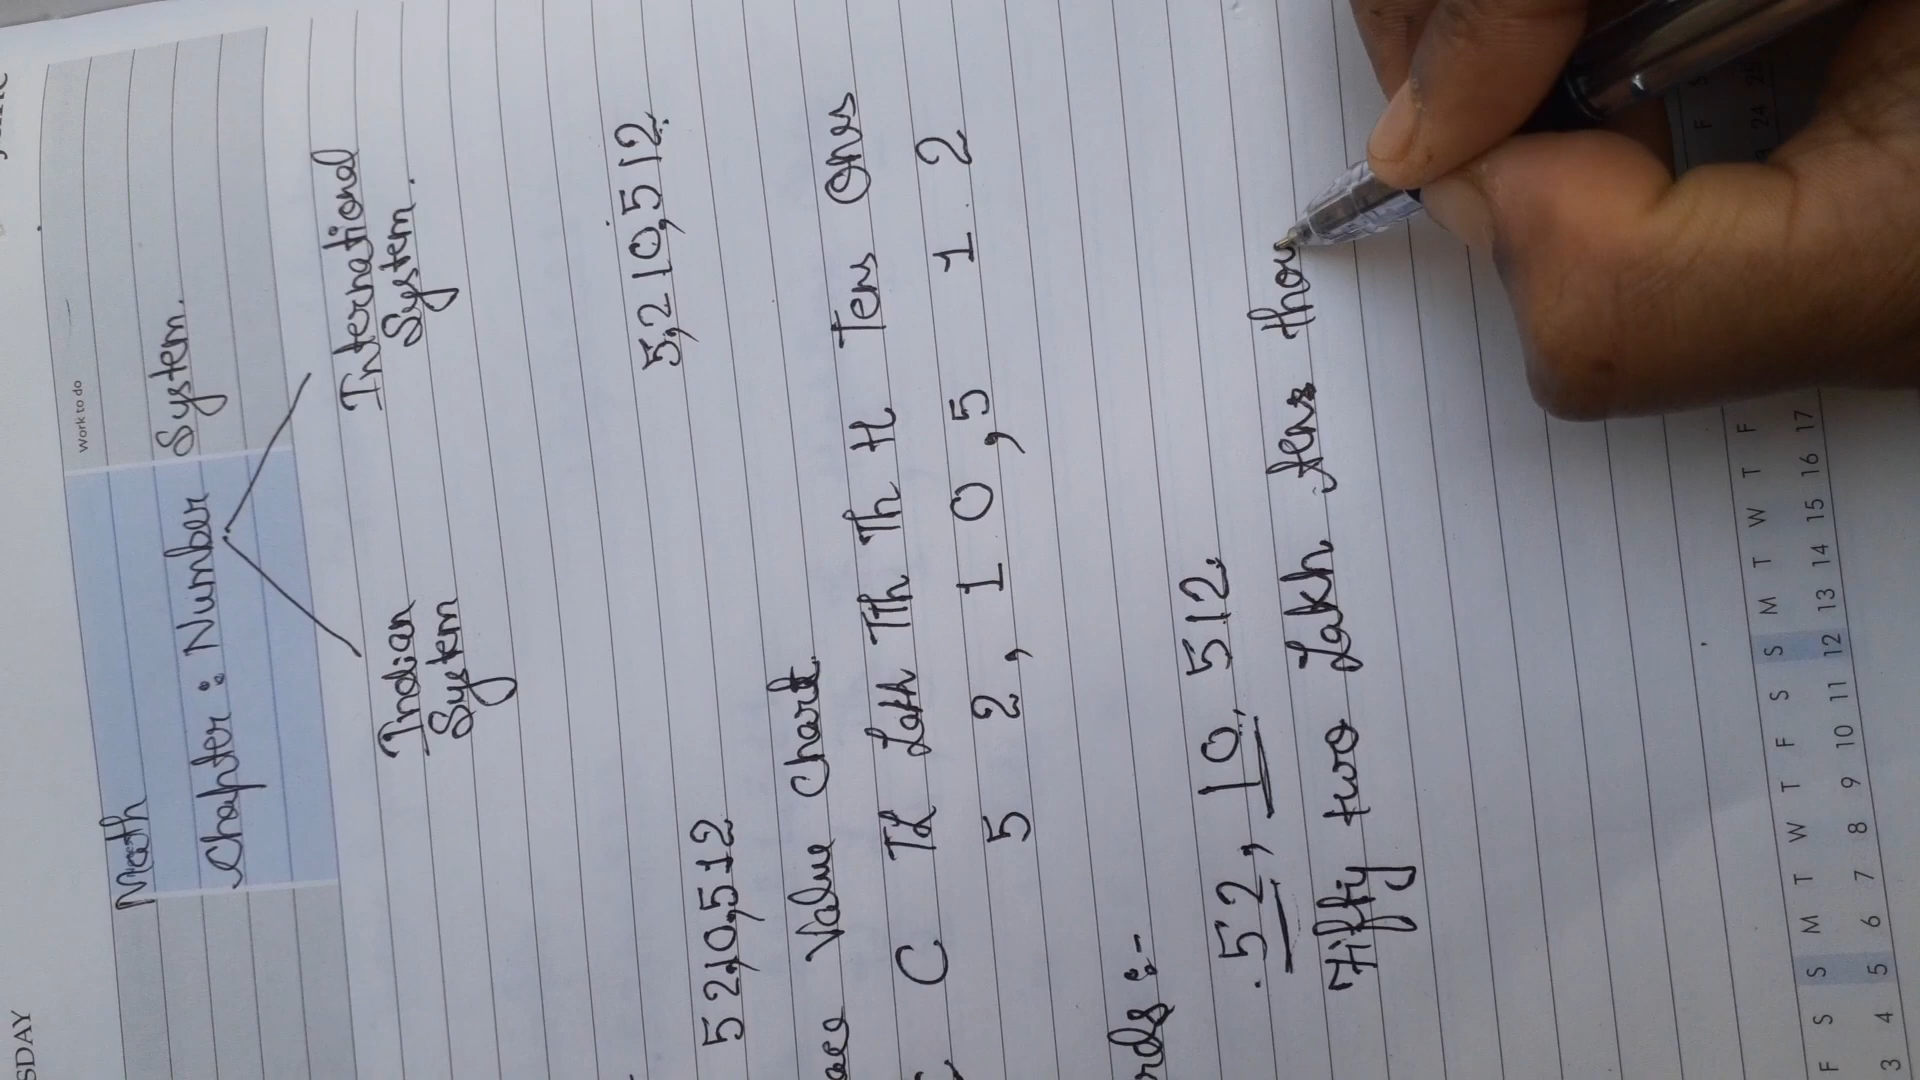 SDAY
Work to do
Math
Chapter : Number System.
Indian System
International System.
52,10,512
5,210,512
ace Value Chart
C TL Lakh Tth Th H Tens Ones
5 2 , 1 0 ,5 1 2
rds :-
52, 10, 512
Fifty two Lakh tens thou
F S S M T W T F S S M T W T F
3 4 5 6 7 8 9 10 11 12 13 14 15 16 17
F S
24 25